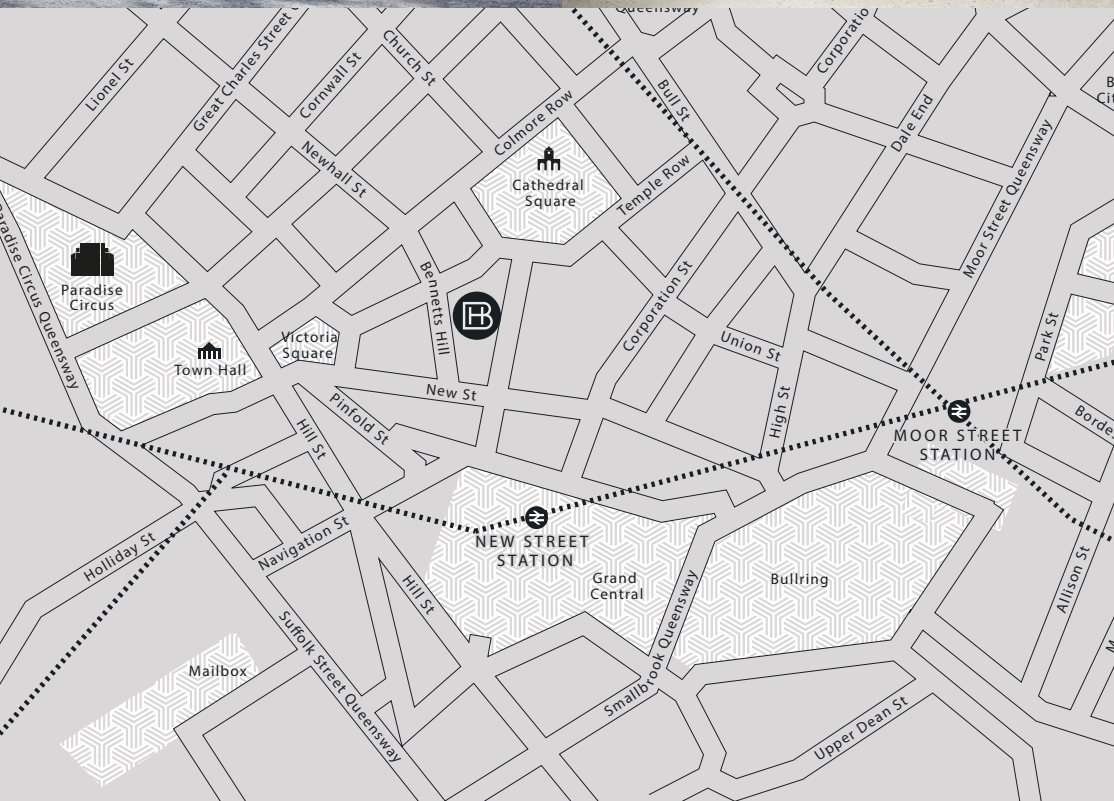 Queensway
Corporatio
Lionel St
Great Charles Street
Cornwall St
Church St
Bull St
B
Cit
Colmore Row
Newhall St
Dale End
Cathedral
Square
Temple Row
Moor Street Queensway
Paradise Circus Queensway
Paradise
Circus
Bennetts Hill
HB
Corporation St
Victoria
Square
Town Hall
Union St
Park St
New St
Pinfold St
Hill St
High St
Borde
MOOR STREET
STATION
NEW STREET
STATION
Navigation St
Holliday St
Hill St
Grand
Central
Bullring
Allison St
Suffolk Street Queensway
Smallbrook Queensway
Mailbox
Upper Dean St
M